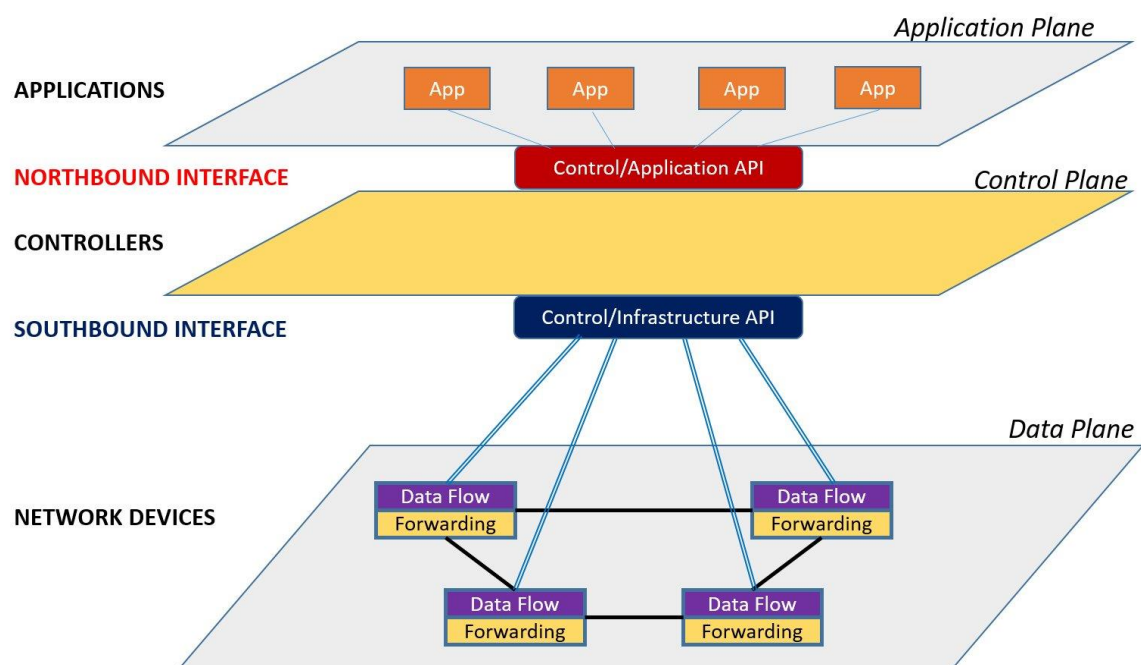 Application Plane
APPLICATIONS
App
App
App
App
NORTHBOUND INTERFACE
Control/Application API
Control Plane
CONTROLLERS
SOUTHBOUND INTERFACE
Control/Infrastructure API
Data Plane
NETWORK DEVICES
Data Flow
Forwarding
Data Flow
Forwarding
Data Flow
Forwarding
Data Flow
Forwarding